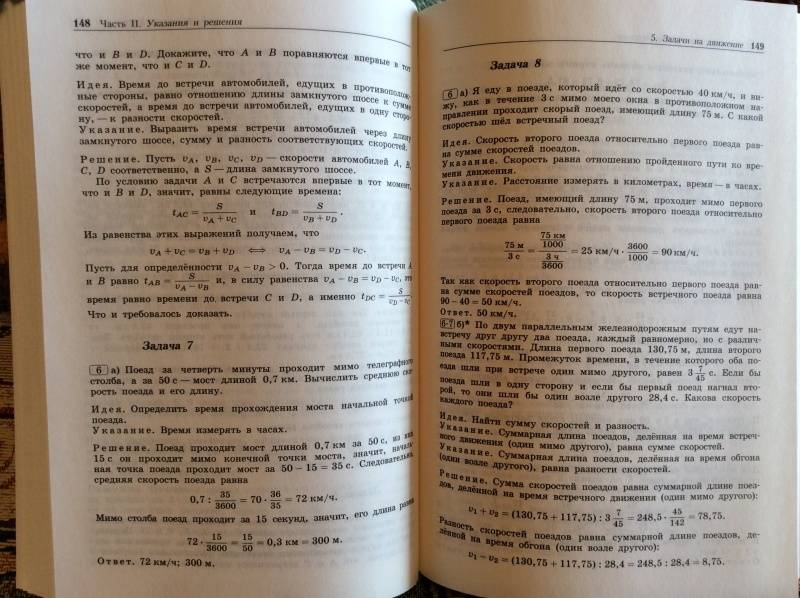 148 Часть II. Указания и решения
что и B и D. Докажите, что A и B поравняются впервые в тот
же момент, что и C и D.
Идея. Время до встречи автомобилей, едущих в противополож-
ные стороны, равно отношению длины замкнутого шоссе к сумме
скоростей, а время до встречи автомобилей, едущих в одну сторо-
ну, — к разности скоростей.
Указание. Выразить время встречи автомобилей через длину
замкнутого шоссе, сумму и разность соответствующих скоростей.
Решение. Пусть v_A, v_B, v_C, v_D — скорости автомобилей A, B,
C, D соответственно, а S — длина замкнутого шоссе.
По условию задачи A и C встречаются впервые в тот момент,
что и B и D, значит, равны следующие времена:
t_AC = S/(v_A + v_C) и t_BD = S/(v_B + v_D).
Из равенства этих выражений получаем, что
v_A + v_C = v_B + v_D ⟺ v_A − v_B = v_D − v_C.
Пусть для определённости v_A − v_B > 0. Тогда время до встречи A
и B равно t_AB = S/(v_A − v_B) и, в силу равенства v_A − v_B = v_D − v_C, это
время равно времени до встречи C и D, а именно t_DC = S/(v_D − v_C)
Что и требовалось доказать.
Задача 7
6 а) Поезд за четверть минуты проходит мимо телеграфного
столба, а за 50 с — мост длиной 0,7 км. Вычислить среднюю ско-
рость поезда и его длину.
Идея. Определить время прохождения моста начальной точкой
поезда.
Указание. Время измерять в часах.
Решение. Поезд проходит мост длиной 0,7 км за 50 с, из них
15 с он проходит мимо конечной точки моста, значит, началь-
ная точка поезда проходит мост за 50 − 15 = 35 с. Следовательно,
средняя скорость поезда равна
0,7 : 35/3600 = 70 · 36/35 = 72 км/ч.
Мимо столба поезд проходит за 15 секунд, значит, его длина равна
72 · 15/3600 = 15/50 = 0,3 км = 300 м.
Ответ. 72 км/ч; 300 м.
5. Задачи на движение 149
Задача 8
6 а) Я еду в поезде, который идёт со скоростью 40 км/ч, и ви-
жу, как в течение 3 с мимо моего окна в противоположном на-
правлении проходит скорый поезд, имеющий длину 75 м. С какой
скоростью шёл встречный поезд?
Идея. Скорость второго поезда относительно первого поезда рав-
на сумме скоростей поездов.
Указание. Скорость равна отношению пройденного пути ко вре-
мени движения.
Указание. Расстояние измерять в километрах, время — в часах.
Решение. Поезд, имеющий длину 75 м, проходит мимо первого
поезда за 3 с, следовательно, скорость второго поезда относительно
первого поезда равна
75 м/3 с = (75 км/1000)/(3 ч/3600) = 25 км/ч · 3600/1000 = 90 км/ч.
Так как скорость второго поезда относительно первого поезда рав-
на сумме скоростей поездов, то скорость встречного поезда равна
90 − 40 = 50 км/ч.
Ответ. 50 км/ч.
6-7 б)* По двум параллельным железнодорожным путям едут на-
встречу друг другу два поезда, каждый равномерно, но с различ-
ными скоростями. Длина первого поезда 130,75 м, длина второго
поезда 117,75 м. Промежуток времени, в течение которого оба по-
езда шли при встрече один мимо другого, равен 3 7/45 с. Если бы
поезда шли в одну сторону и если бы первый поезд нагнал вто-
рой, то они шли бы один возле другого 28,4 с. Какова скорость
каждого поезда?
Идея. Найти сумму скоростей и разность.
Указание. Суммарная длина поездов, делённая на время встреч-
ного движения (один мимо другого), равна сумме скоростей.
Указание. Суммарная длина поездов, делённая на время обгона
(один возле другого), равна разности скоростей.
Решение. Сумма скоростей поездов равна суммарной длине поез-
дов, делённой на время встречного движения (один мимо другого):
v₁ + v₂ = (130,75 + 117,75) : 3 7/45 = 248,5 · 45/142 = 78,75.
Разность скоростей поездов равна суммарной длине поездов, де-
лённой на время обгона (один возле другого):
v₁ − v₂ = (130,75 + 117,75) : 28,4 = 248,5 : 28,4 = 8,75.